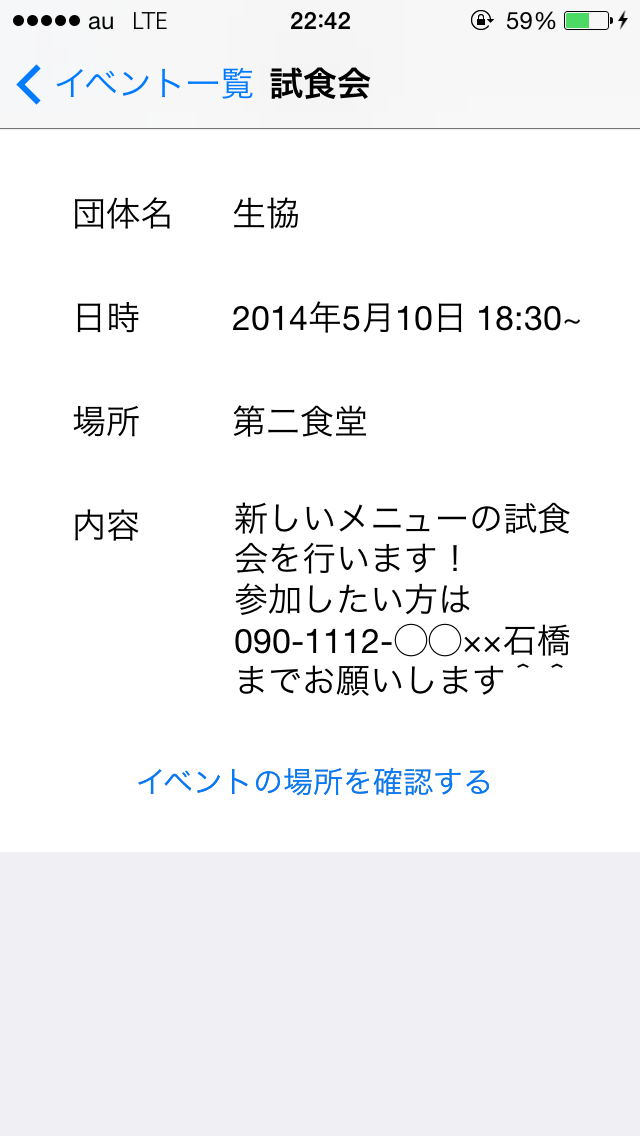 au LTE 22:42 59%
イベント一覧 試食会
団体名 生協
日時 2014年5月10日 18:30~
場所 第二食堂
内容 新しいメニューの試食
会を行います！
参加したい方は
090-1112-◯◯××石橋
までお願いします＾＾
イベントの場所を確認する